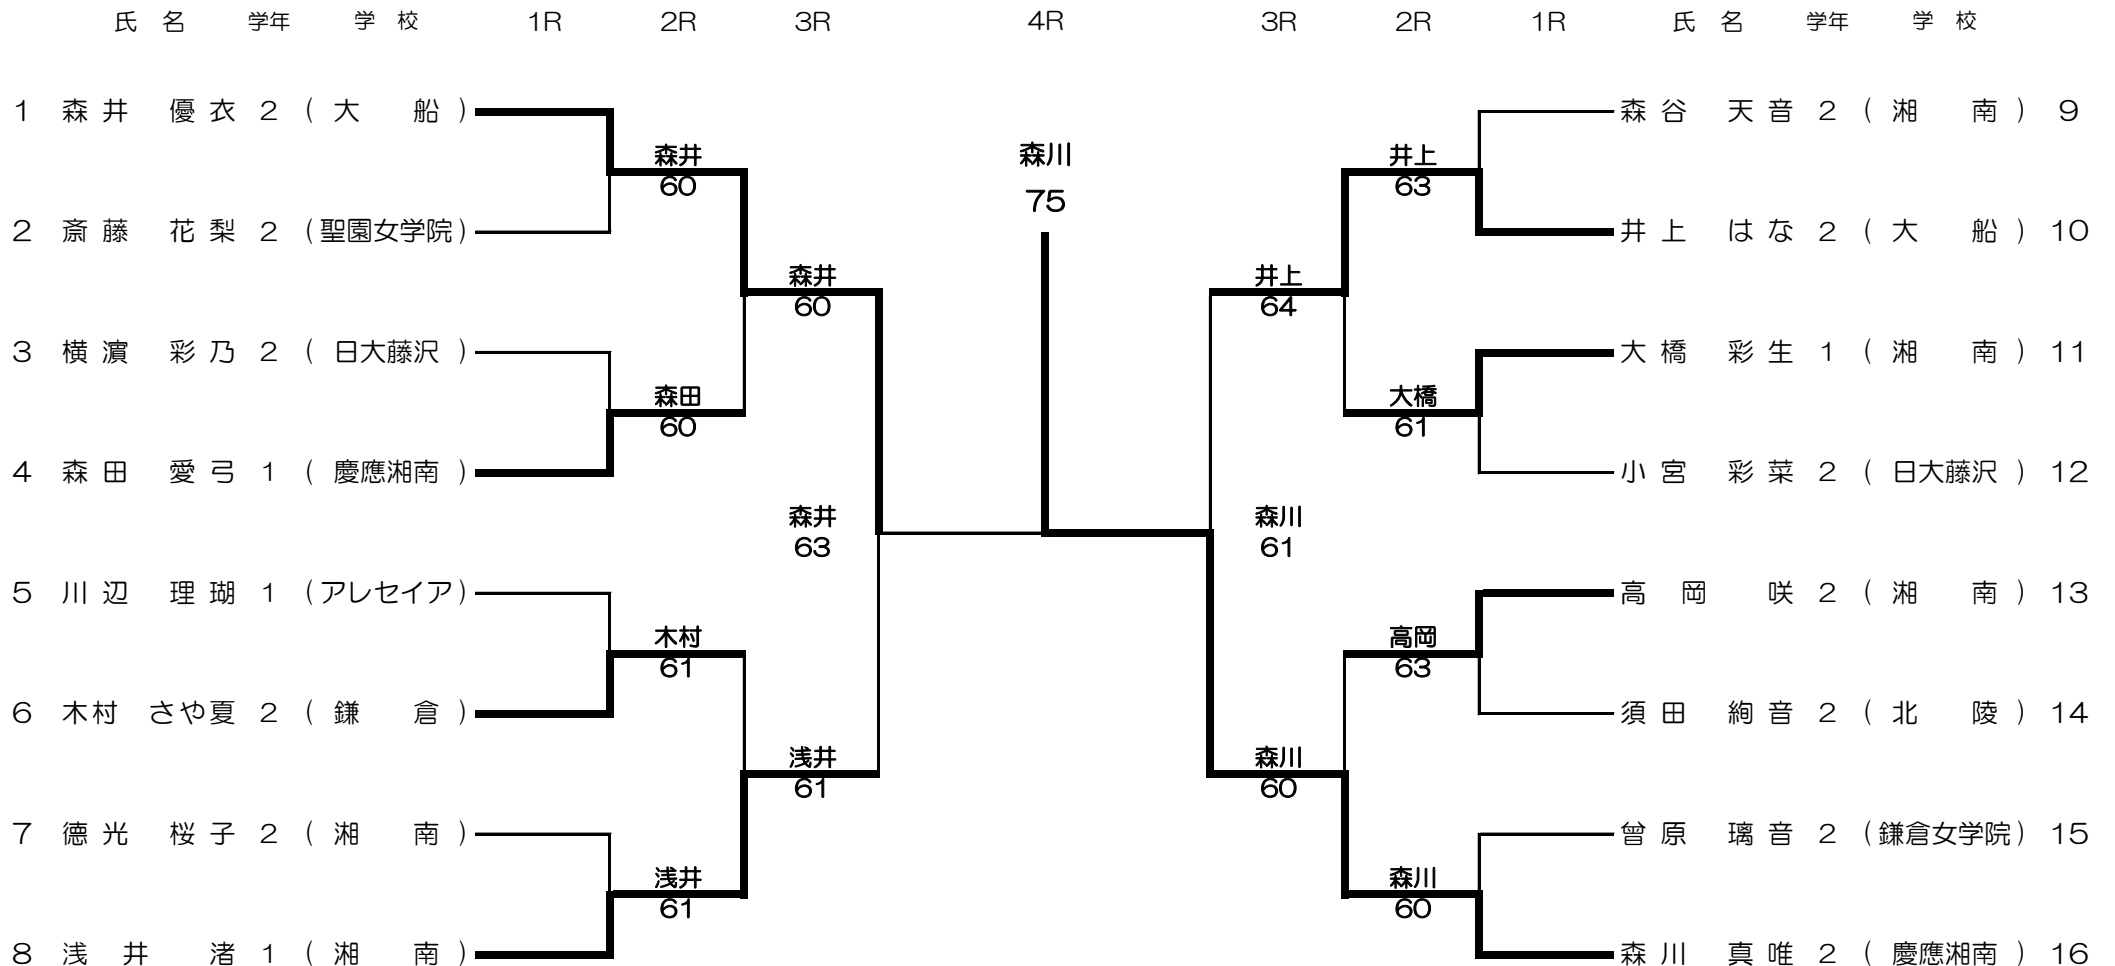 氏 名 学年 学 校 1R 2R 3R 4R 3R 2R 1R 氏 名 学年 学 校
1 森井 優衣 2 (大 船) 森谷 天音 2 (湘 南) 9
森井 森川 井上
60 75 63
2 斎藤 花梨 2 (聖園女学院) 井上 はな 2 (大 船) 10
森井 井上
60 64
3 横濵 彩乃 2 (日大藤沢) 大橋 彩生 1 (湘 南) 11
森田 大橋
60 61
4 森田 愛弓 1 (慶應湘南) 小宮 彩菜 2 (日大藤沢) 12
森井 森川
63 61
5 川辺 理瑚 1 (アレセイア) 高岡 咲 2 (湘 南) 13
木村 高岡
61 63
6 木村 さや夏 2 (鎌 倉) 須田 絢音 2 (北 陵) 14
浅井 森川
61 60
7 德光 桜子 2 (湘 南) 曾原 璃音 2 (鎌倉女学院) 15
浅井 森川
61 60
8 浅井 渚 1 (湘 南) 森川 真唯 2 (慶應湘南) 16